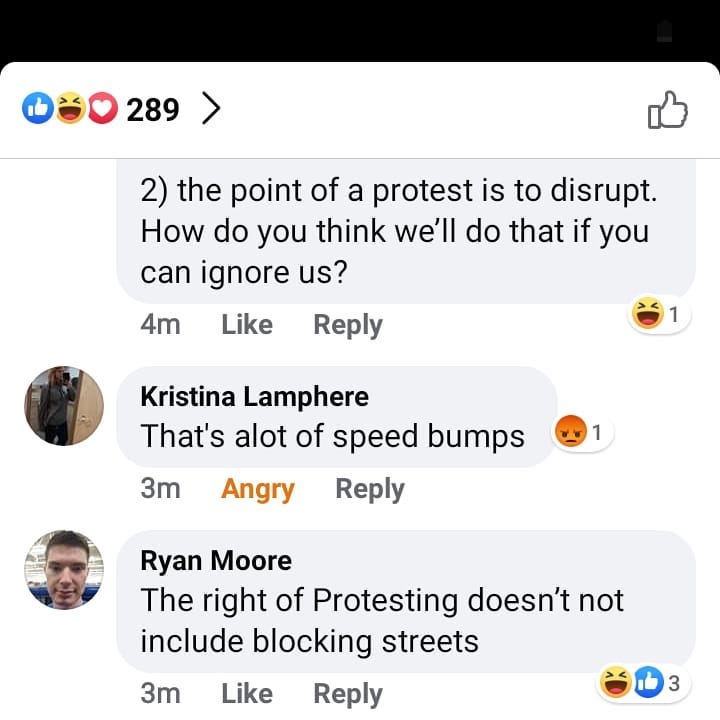 289
2) the point of a protest is to disrupt.
How do you think we’ll do that if you
can ignore us?
4m Like Reply
1
Kristina Lamphere
That's alot of speed bumps
1
3m Angry Reply
Ryan Moore
The right of Protesting doesn’t not
include blocking streets
3
3m Like Reply